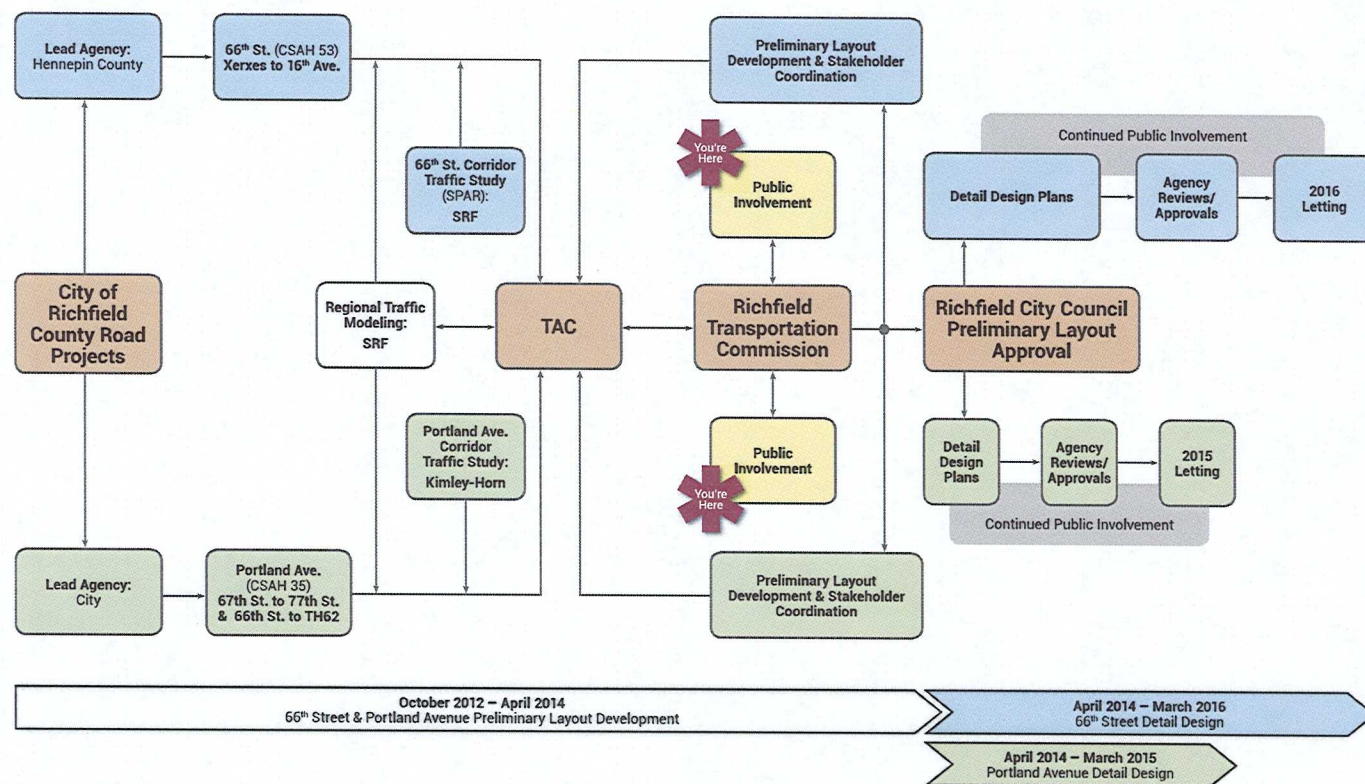 Lead Agency:
Hennepin County
66th St. (CSAH 53)
Xerxes to 16th Ave.
Preliminary Layout
Development & Stakeholder
Coordination
66th St. Corridor
Traffic Study
(SPAR):
SRF
You're
Here
Public
Involvement
Continued Public Involvement
Detail Design Plans
Agency
Reviews/
Approvals
2016
Letting
City of
Richfield
County Road
Projects
Regional Traffic
Modeling:
SRF
TAC
Richfield
Transportation
Commission
Richfield City Council
Preliminary Layout
Approval
Portland Ave.
Corridor
Traffic Study:
Kimley-Horn
Public
Involvement
You're
Here
Detail
Design
Plans
Agency
Reviews/
Approvals
2015
Letting
Continued Public Involvement
Lead Agency:
City
Portland Ave.
(CSAH 35)
67th St. to 77th St.
& 66th St. to TH62
Preliminary Layout
Development & Stakeholder
Coordination
October 2012 – April 2014
66th Street & Portland Avenue Preliminary Layout Development
April 2014 – March 2016
66th Street Detail Design
April 2014 – March 2015
Portland Avenue Detail Design